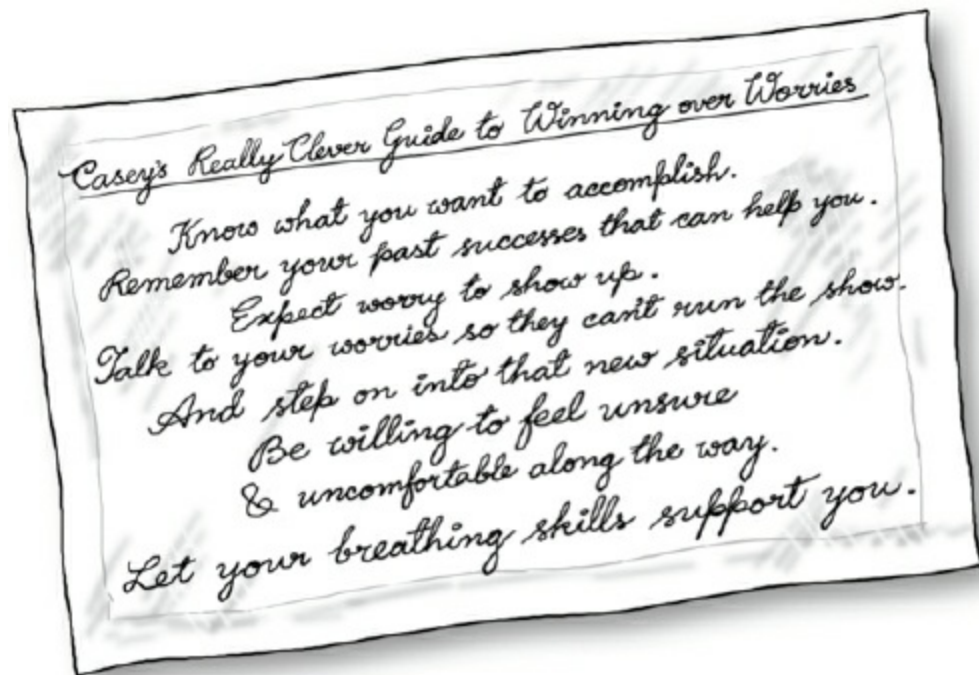 Casey's Really Clever Guide to Winning over Worries
Know what you want to accomplish.
Remember your past successes that can help you.
Expect worry to show up.
Talk to your worries so they can't run the show.
And step on into that new situation.
Be willing to feel unsure
& uncomfortable along the way.
Let your breathing skills support you.